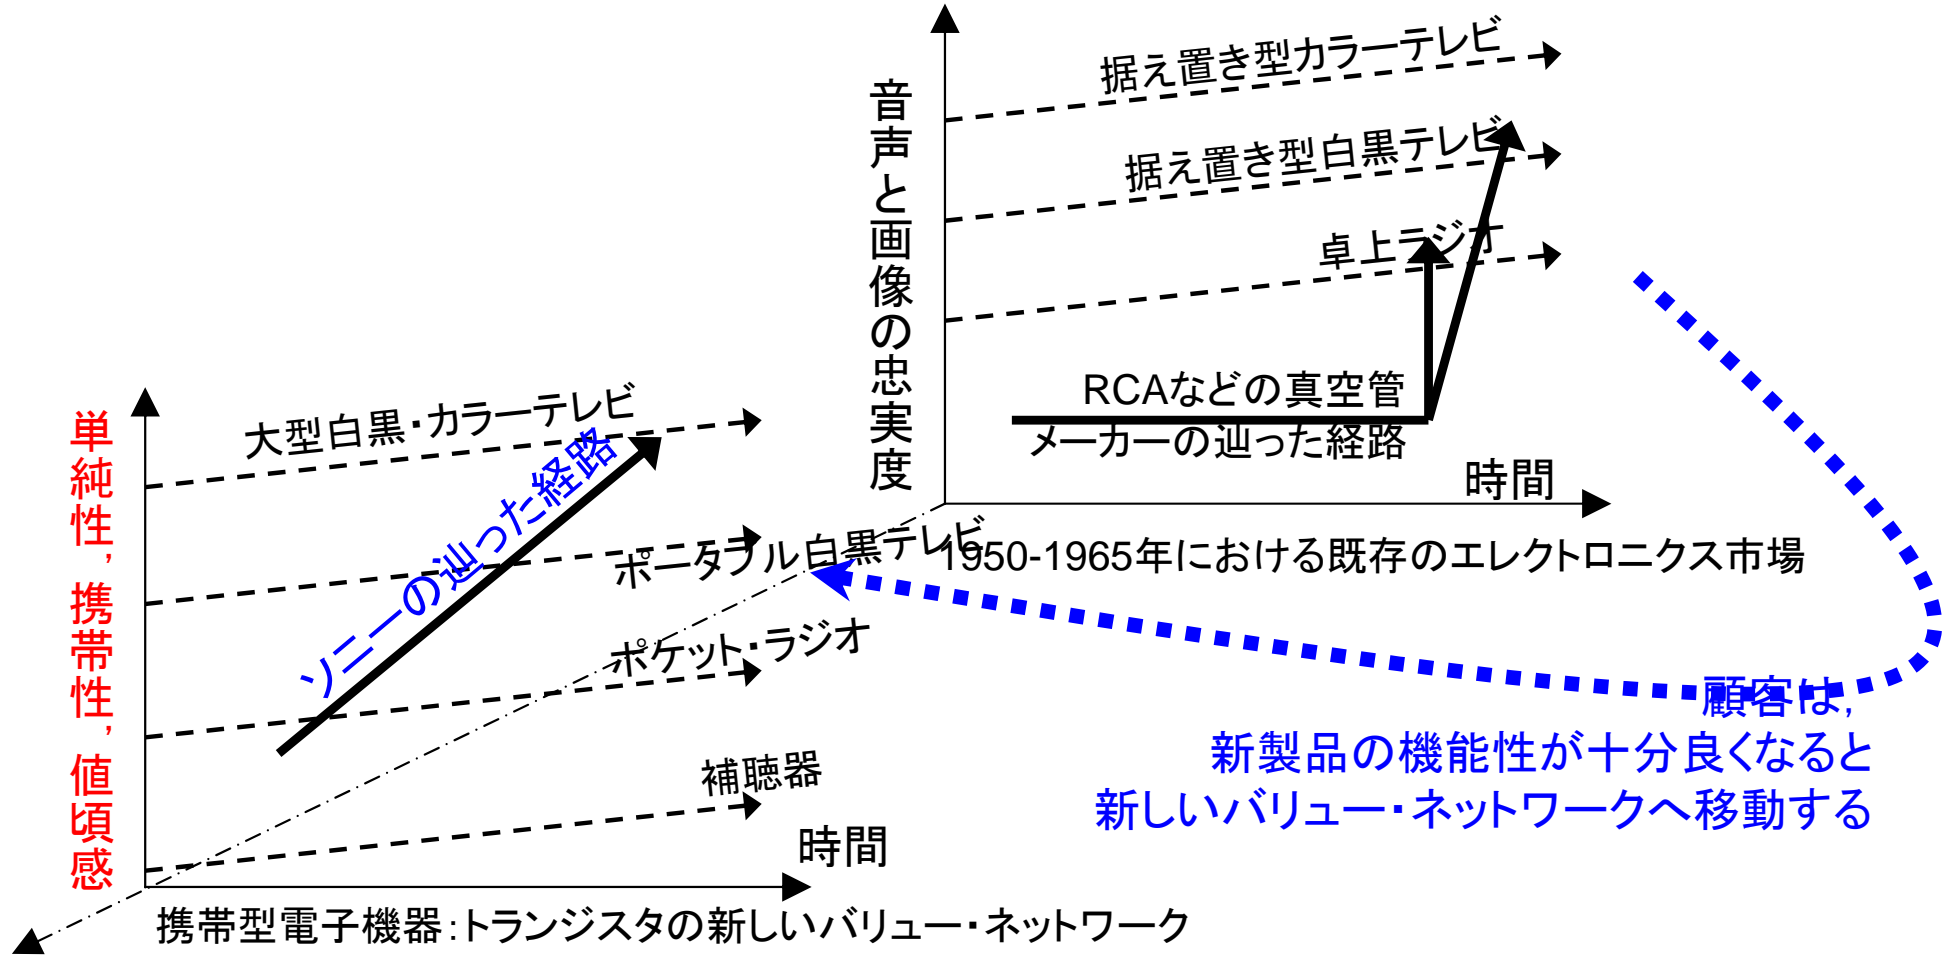 据え置き型カラーテレビ
据え置き型白黒テレビ
卓上ラジオ
音声と画像の忠実度
RCAなどの真空管
メーカーの辿った経路
時間
1950-1965年における既存のエレクトロニクス市場
単純性，携帯性，値頃感
大型白黒・カラーテレビ
ソニーの辿った経路
ポータブル白黒テレビ
ポケット・ラジオ
補聴器
時間
携帯型電子機器：トランジスタの新しいバリュー・ネットワーク
顧客は，
新製品の機能性が十分良くなると
新しいバリュー・ネットワークへ移動する